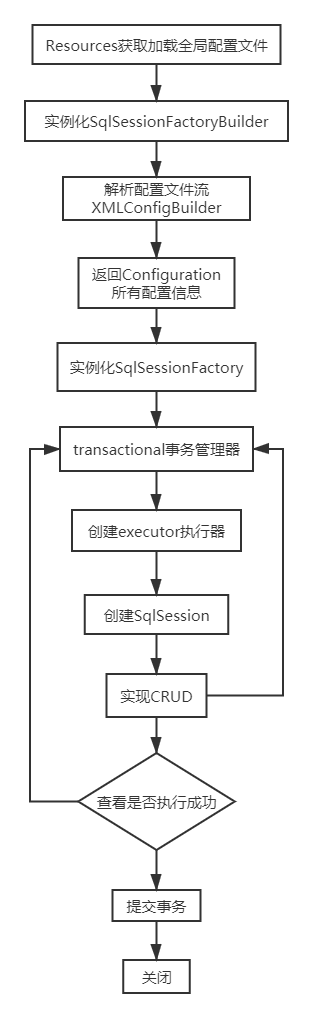 Resources获取加载全局配置文件
实例化SqlSessionFactoryBuilder
解析配置文件流
XMLConfigBuilder
返回Configuration
所有配置信息
实例化SqlSessionFactory
transactional事务管理器
创建executor执行器
创建SqlSession
实现CRUD
查看是否执行成功
提交事务
关闭